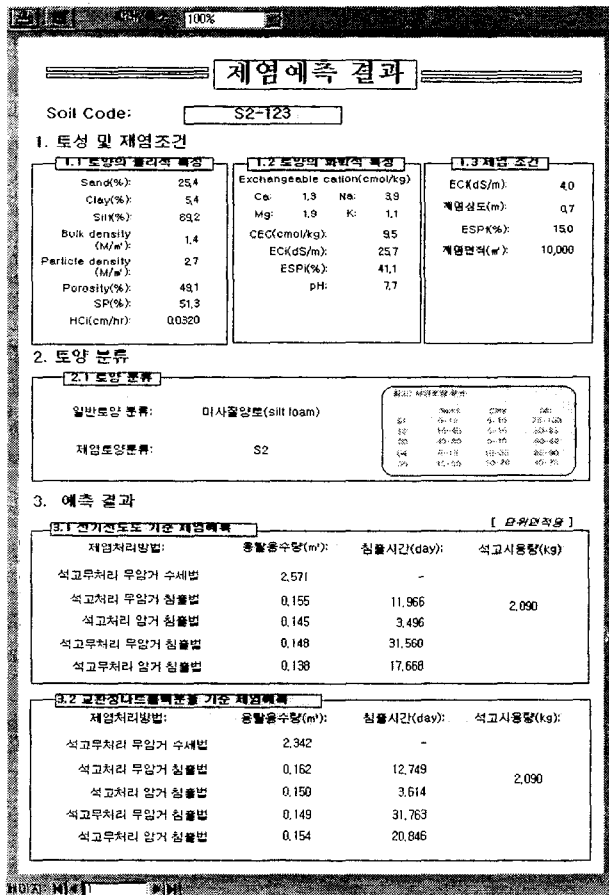 100%
제염예측 결과
Soil Code: S2-123
1. 토성 및 제염조건
1.1 토양의 물리적 특성
Sand(%): 25,4
Clay(%): 5,4
Silt(%): 69,2
Bulk density (M/㎥): 1,4
Particle density (M/㎥): 2,7
Porosity(%): 49,1
SP(%): 51,3
HCi(cm/hr): 0,0320
1.2 토양의 화학적 특성
Exchangeable cation(cmol/kg)
Ca: 1,3 Na: 3,9
Mg: 1,9 K: 1,1
CEC(cmol/kg): 9,5
ECi(dS/m): 25,7
ESPi(%): 41,1
pH: 7,7
1.3 제염 조건
ECf(dS/m): 4,0
제염심도(m): 0,7
ESPf(%): 15,0
제염면적(㎡): 10,000
2. 토양 분류
2.1 토양 분류
일반토양 분류: 미사질양토(silt loam)
제염토양분류: S2
3. 예측 결과
[ 단위면적당 ]
3.1 전기전도도 기준 제염예측
제염처리방법: 용탈용수량(㎥): 침출시간(day): 석고시용량(kg)
석고무처리 무암거 수세법 2,571 -
석고처리 무암거 침출법 0,155 11,966
2,090
석고처리 암거 침출법 0,145 3,496
석고무처리 무암거 침출법 0,148 31,560
석고무처리 암거 침출법 0,138 17,668
3.2 교환성나트륨백분율 기준 제염예측
제염처리방법: 용탈용수량(㎥): 침출시간(day): 석고시용량(kg):
석고무처리 무암거 수세법 2,342 -
석고처리 무암거 침출법 0,162 12,749
2,090
석고처리 암거 침출법 0,150 3,614
석고무처리 무암거 침출법 0,149 31,763
석고무처리 암거 침출법 0,154 20,846
페이지: 1